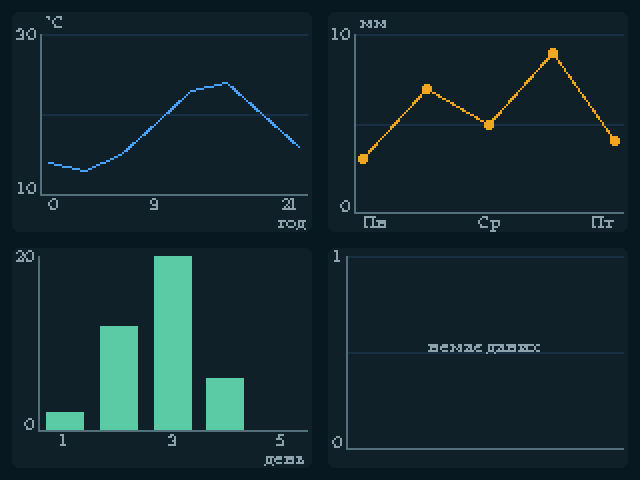 °C
30
10
0 9 21
год
мм
10
0
Пн Ср Пт
20
0
1 3 5
день
1
немає даних
0